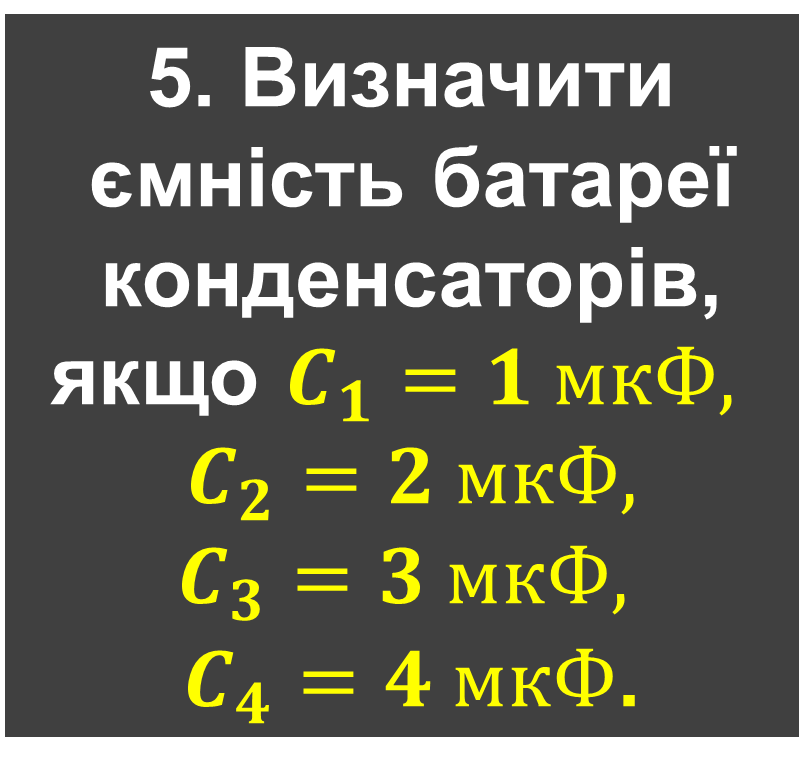 5. Визначити
ємність батареї
конденсаторів,
якщо 𝑪₁ = 𝟏 мкФ,
𝑪₂ = 𝟐 мкФ,
𝑪₃ = 𝟑 мкФ,
𝑪₄ = 𝟒 мкФ.